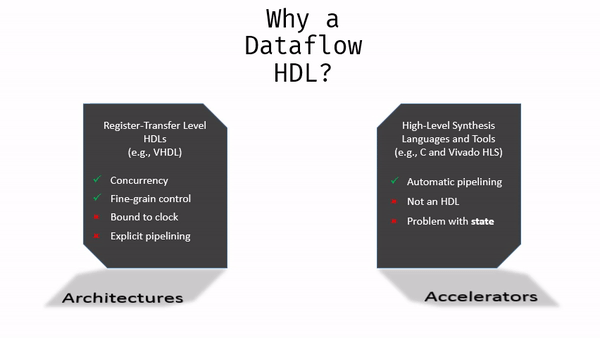 Why a
Dataflow
HDL?
Register-Transfer Level
HDLs
(e.g., VHDL)
Concurrency
Fine-grain control
Bound to clock
Explicit pipelining
Architectures
High-Level Synthesis
Languages and Tools
(e.g., C and Vivado HLS)
Automatic pipelining
Not an HDL
Problem with state
Accelerators